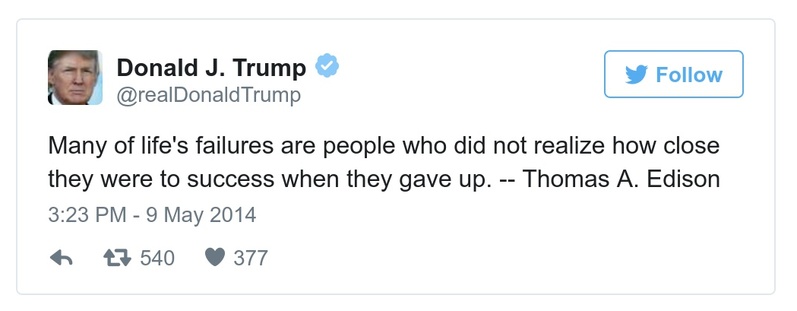 Donald J. Trump
@realDonaldTrump
Follow
Many of life's failures are people who did not realize how close
they were to success when they gave up. -- Thomas A. Edison
3:23 PM - 9 May 2014
540 377